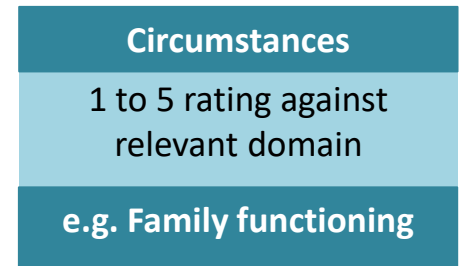 Circumstances
1 to 5 rating against
relevant domain
e.g. Family functioning